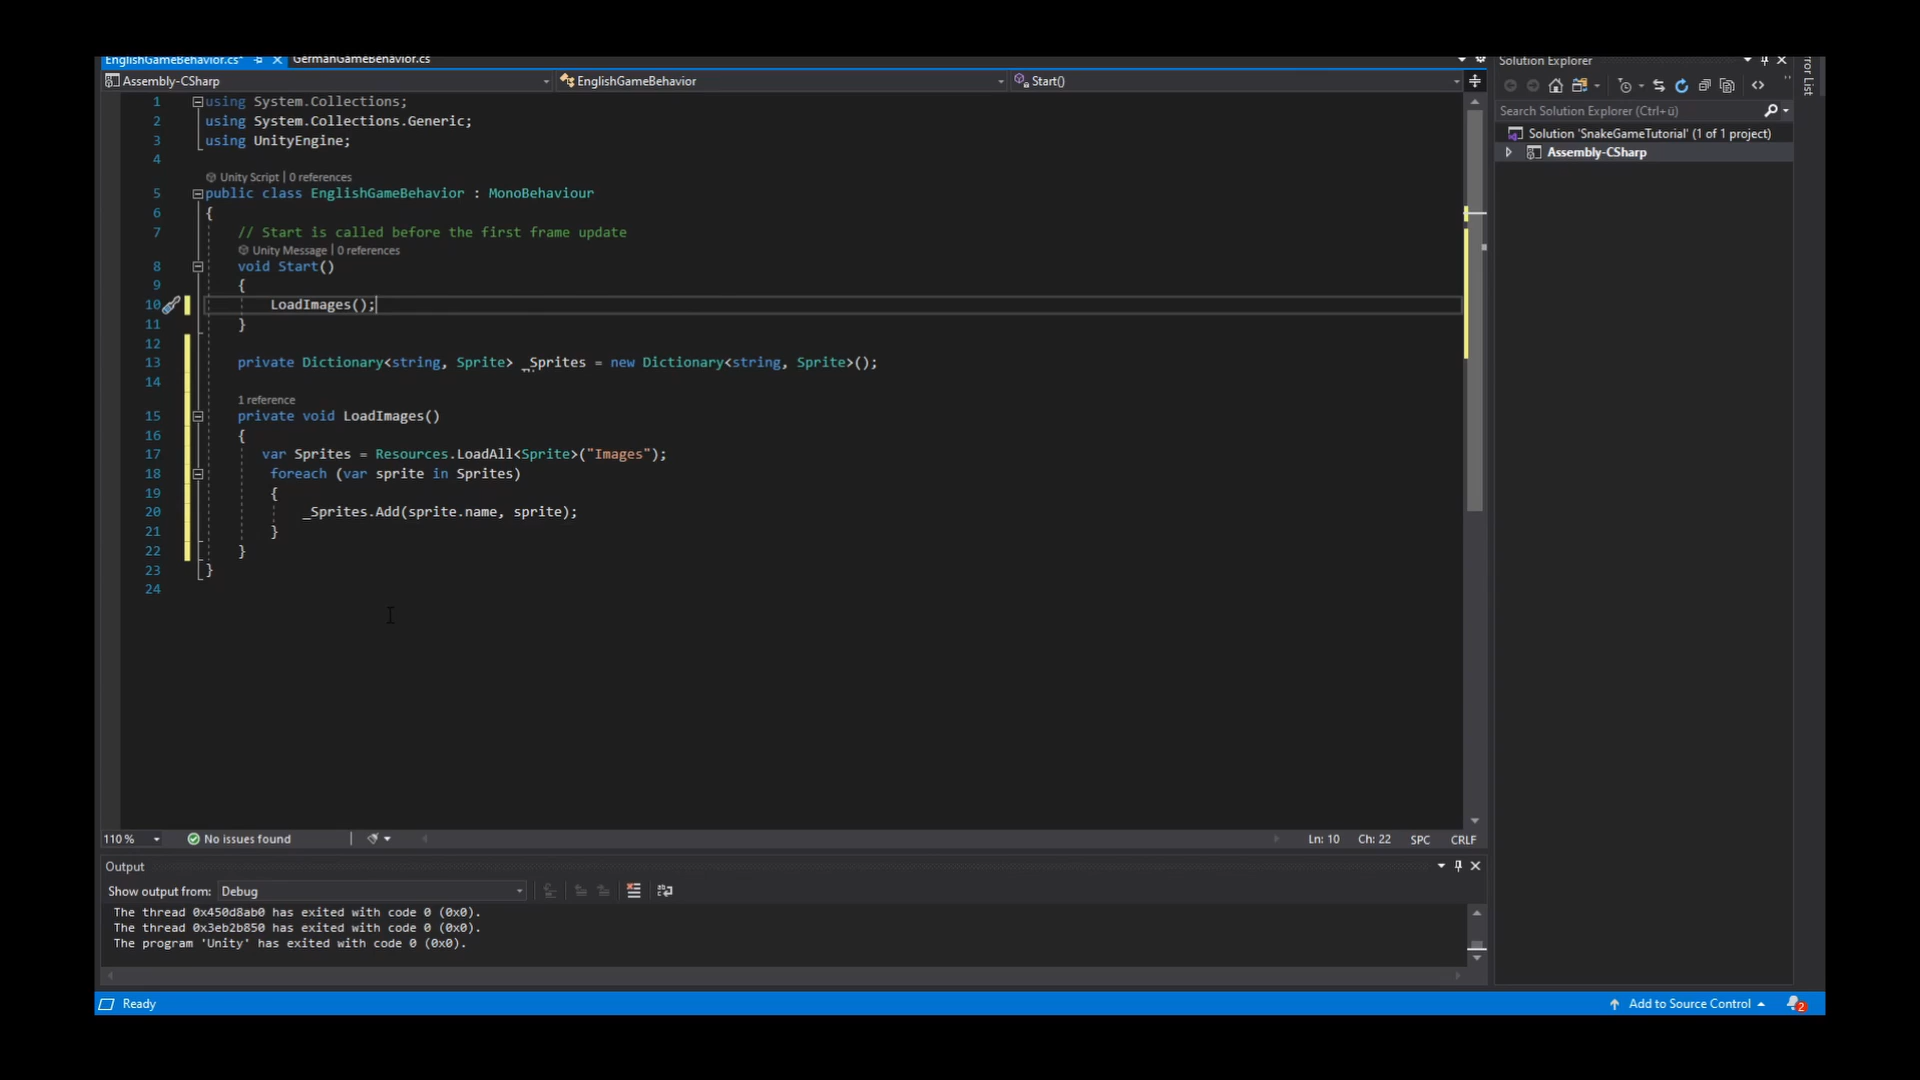 EnglishGameBehavior.cs*
GermanGameBehavior.cs
Solution Explorer
Error List
Assembly-CSharp
EnglishGameBehavior
Start()
Search Solution Explorer (Ctrl+ü)
Solution 'SnakeGameTutorial' (1 of 1 project)
Assembly-CSharp
1 using System.Collections;
2 using System.Collections.Generic;
3 using UnityEngine;
4
Unity Script | 0 references
5 public class EnglishGameBehavior : MonoBehaviour
6 {
7 // Start is called before the first frame update
Unity Message | 0 references
8 void Start()
9 {
10 LoadImages();
11 }
12
13 private Dictionary<string, Sprite> _Sprites = new Dictionary<string, Sprite>();
14
1 reference
15 private void LoadImages()
16 {
17 var Sprites = Resources.LoadAll<Sprite>("Images");
18 foreach (var sprite in Sprites)
19 {
20 _Sprites.Add(sprite.name, sprite);
21 }
22 }
23 }
24
110 %
No issues found
Ln: 10 Ch: 22 SPC CRLF
Output
Show output from: Debug
The thread 0x450d8ab0 has exited with code 0 (0x0).
The thread 0x3eb2b850 has exited with code 0 (0x0).
The program 'Unity' has exited with code 0 (0x0).
Ready
Add to Source Control
2